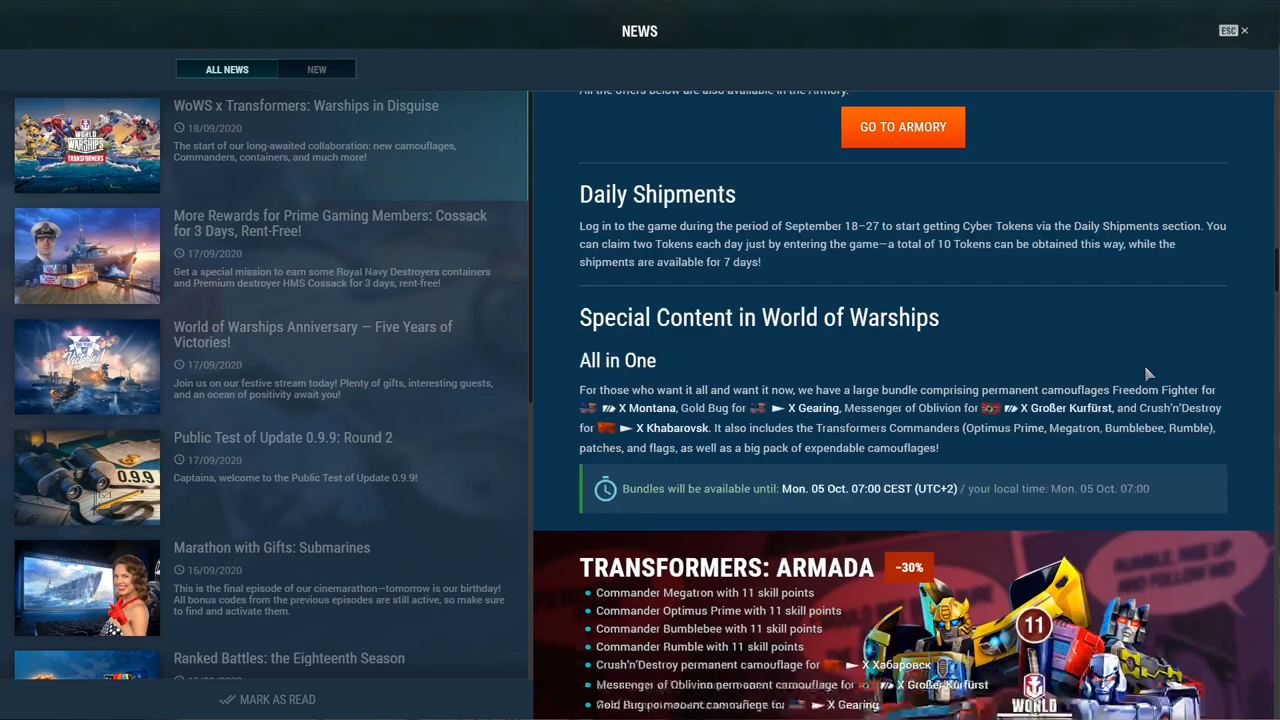 NEWS
ESC ×
ALL NEWS
NEW
WoWS x Transformers: Warships in Disguise
18/09/2020
The start of our long-awaited collaboration: new camouflages,
Commanders, containers, and much more!
WORLD
WARSHIPS
TRANSFORMERS
More Rewards for Prime Gaming Members: Cossack
for 3 Days, Rent-Free!
17/09/2020
Get a special mission to earn some Royal Navy Destroyers containers
and Premium destroyer HMS Cossack for 3 days, rent-free!
World of Warships Anniversary — Five Years of
Victories!
17/09/2020
Join us on our festive stream today! Plenty of gifts, interesting guests,
and an ocean of positivity await you!
Public Test of Update 0.9.9: Round 2
17/09/2020
Captains, welcome to the Public Test of Update 0.9.9!
0.9.9
Marathon with Gifts: Submarines
16/09/2020
This is the final episode of our cinemarathon—tomorrow is our birthday!
All bonus codes from the previous episodes are still active, so make sure
to find and activate them.
Ranked Battles: the Eighteenth Season
MARK AS READ
All the offers below are also available in the Armory.
GO TO ARMORY
Daily Shipments
Log in to the game during the period of September 18–27 to start getting Cyber Tokens via the Daily Shipments section. You
can claim two Tokens each day just by entering the game—a total of 10 Tokens can be obtained this way, while the
shipments are available for 7 days!
Special Content in World of Warships
All in One
For those who want it all and want it now, we have a large bundle comprising permanent camouflages Freedom Fighter for
X Montana, Gold Bug for X Gearing, Messenger of Oblivion for X Großer Kurfürst, and Crush'n'Destroy
for X Khabarovsk. It also includes the Transformers Commanders (Optimus Prime, Megatron, Bumblebee, Rumble),
patches, and flags, as well as a big pack of expendable camouflages!
Bundles will be available until: Mon. 05 Oct. 07:00 CEST (UTC+2) / your local time: Mon. 05 Oct. 07:00
TRANSFORMERS: ARMADA -30%
Commander Megatron with 11 skill points
Commander Optimus Prime with 11 skill points
Commander Bumblebee with 11 skill points
Commander Rumble with 11 skill points
Crush'n'Destroy permanent camouflage for X Хабаровск
Messenger of Oblivion permanent camouflage for X Großer Kurfürst
Gold Bug permanent camouflage for X Gearing
11
WORLD